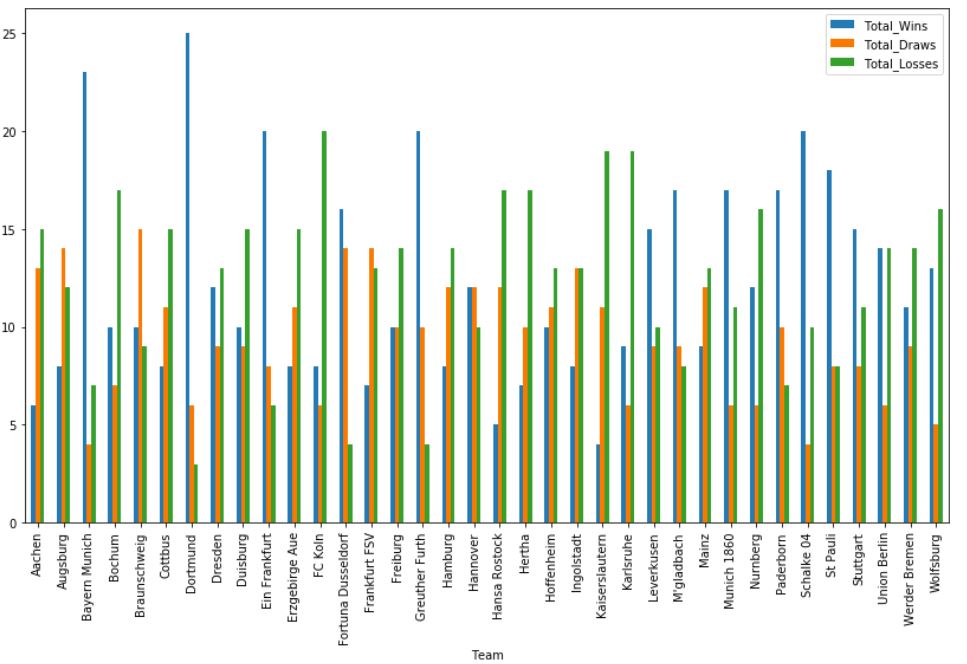 25
20
15
10
5
0
Total_Wins
Total_Draws
Total_Losses
Aachen
Augsburg
Bayern Munich
Bochum
Braunschweig
Cottbus
Dortmund
Dresden
Duisburg
Ein Frankfurt
Erzgebirge Aue
FC Koln
Fortuna Dusseldorf
Frankfurt FSV
Freiburg
Greuther Furth
Hamburg
Hannover
Hansa Rostock
Hertha
Hoffenheim
Ingolstadt
Kaiserslautern
Karlsruhe
Leverkusen
M'gladbach
Mainz
Munich 1860
Nurnberg
Paderborn
Schalke 04
St Pauli
Stuttgart
Union Berlin
Werder Bremen
Wolfsburg
Team